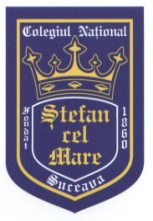 Colegiul Naţional
Ştefan
cel
Mare
Fondat
1860
Suceava